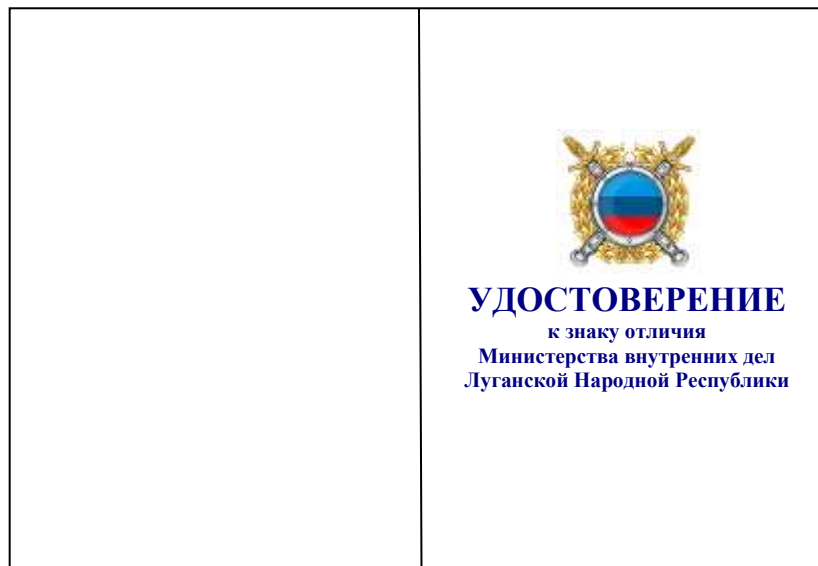 УДОСТОВЕРЕНИЕ
к знаку отличия
Министерства внутренних дел
Луганской Народной Республики